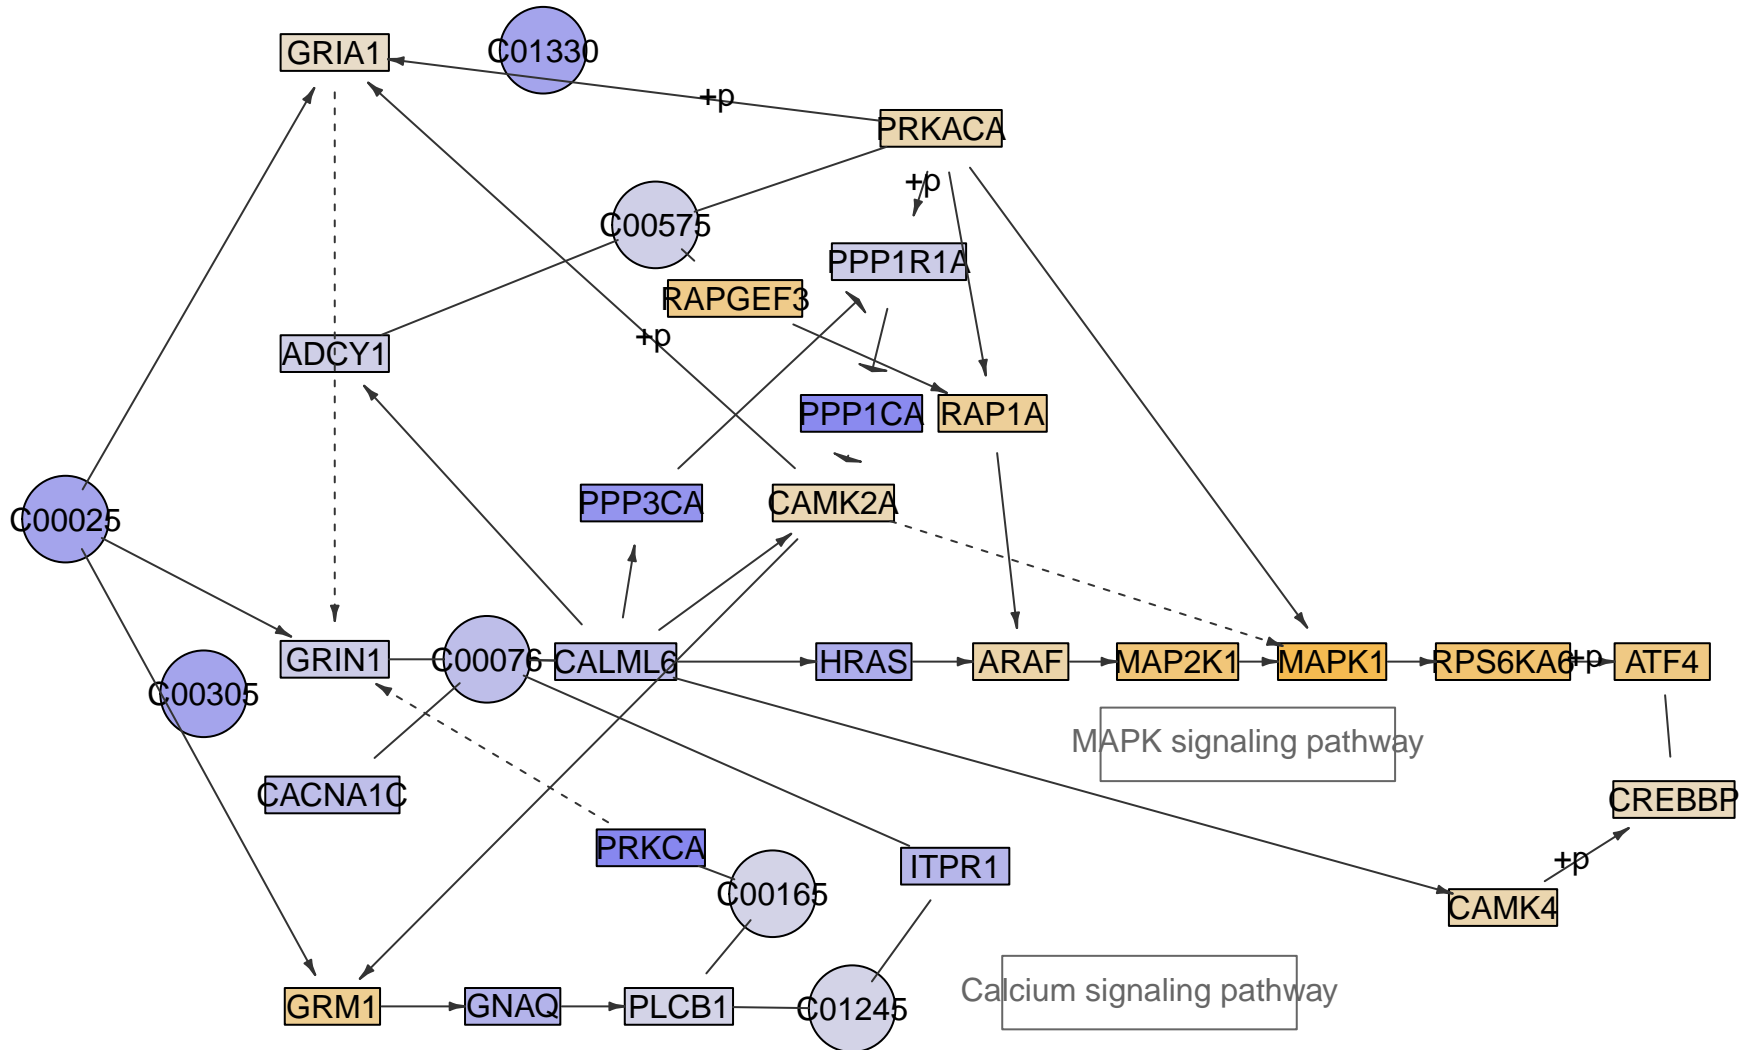 GRIA1
C01330
+p
PRKACA
+p
C00575
PPP1R1A
RAPGEF3
+p
ADCY1
PPP1CA
RAP1A
PPP3CA
CAMK2A
C00025
GRIN1
C00076
CALML6
HRAS
ARAF
MAP2K1
MAPK1
RPS6KA6
+p
ATF4
C00305
MAPK signaling pathway
CACNA1C
CREBBP
PRKCA
ITPR1
+p
C00165
CAMK4
GRM1
GNAQ
PLCB1
C01245
Calcium signaling pathway